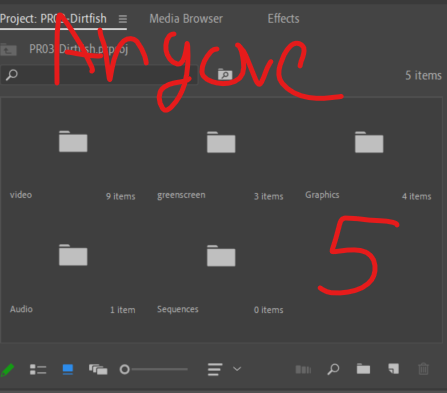 Project: PR03-Dirtfish
Media Browser
Effects
PR03-Dirtfish.prproj
Angove
5 items
video
9 items
greenscreen
3 items
Graphics
4 items
5
Audio
1 item
Sequences
0 items